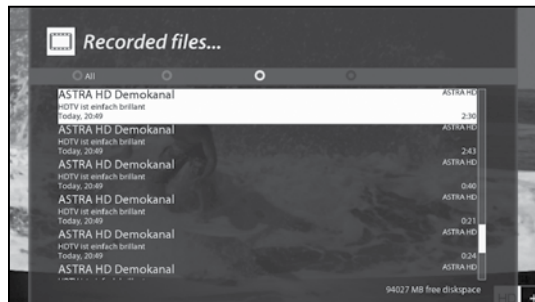 Recorded files...
All
ASTRA HD Demokanal ASTRA HD
HDTV ist einfach brillant
Today, 20:49 2:30
ASTRA HD Demokanal ASTRA HD
HDTV ist einfach brillant
Today, 20:49 2:43
ASTRA HD Demokanal ASTRA HD
HDTV ist einfach brillant
Today, 20:49 0:40
ASTRA HD Demokanal ASTRA HD
HDTV ist einfach brillant
Today, 20:49 0:21
ASTRA HD Demokanal ASTRA HD
HDTV ist einfach brillant
Today, 20:49 0:24
ASTRA HD Demokanal ASTRA HD
94027 MB free diskspace